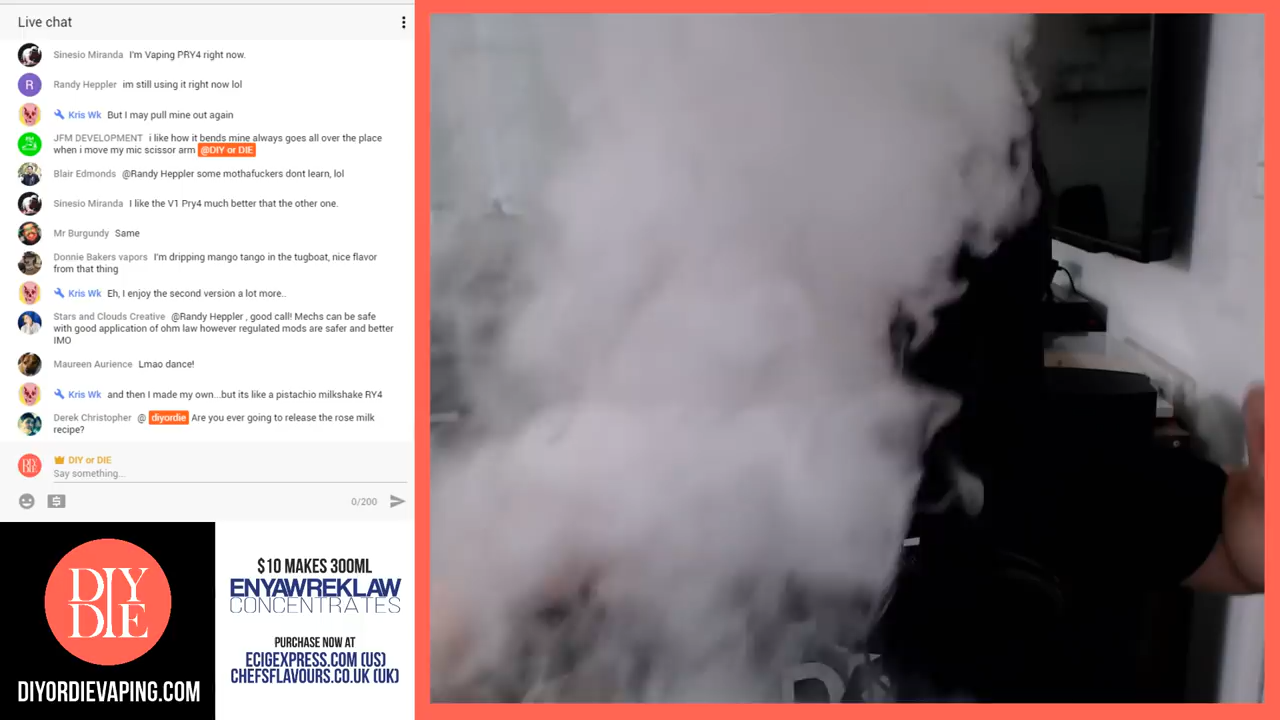 Live chat
Sinesio Miranda I'm Vaping PRY4 right now.
R
Randy Heppler im still using it right now lol
Kris Wk But I may pull mine out again
JFM DEVELOPMENT i like how it bends mine always goes all over the place
when i move my mic scissor arm @DIY or DIE
Blair Edmonds @Randy Heppler some mothafuckers dont learn, lol
Sinesio Miranda I like the V1 Pry4 much better that the other one.
Mr Burgundy Same
Donnie Bakers vapors I'm dripping mango tango in the tugboat, nice flavor
from that thing
Kris Wk Eh, I enjoy the second version a lot more..
Stars and Clouds Creative @Randy Heppler , good call! Mechs can be safe
with good application of ohm law however regulated mods are safer and better
IMO
Maureen Aurience Lmao dance!
Kris Wk and then I made my own...but its like a pistachio milkshake RY4
Derek Christopher @ diyordie Are you ever going to release the rose milk
recipe?
DIY or DIE
Say something...
0/200
DIY
DIE
DIYORDIEVAPING.COM
$10 MAKES 300ML
ENYAWREKLAW
CONCENTRATES
PURCHASE NOW AT
ECIGEXPRESS.COM (US)
CHEFSFLAVOURS.CO.UK (UK)